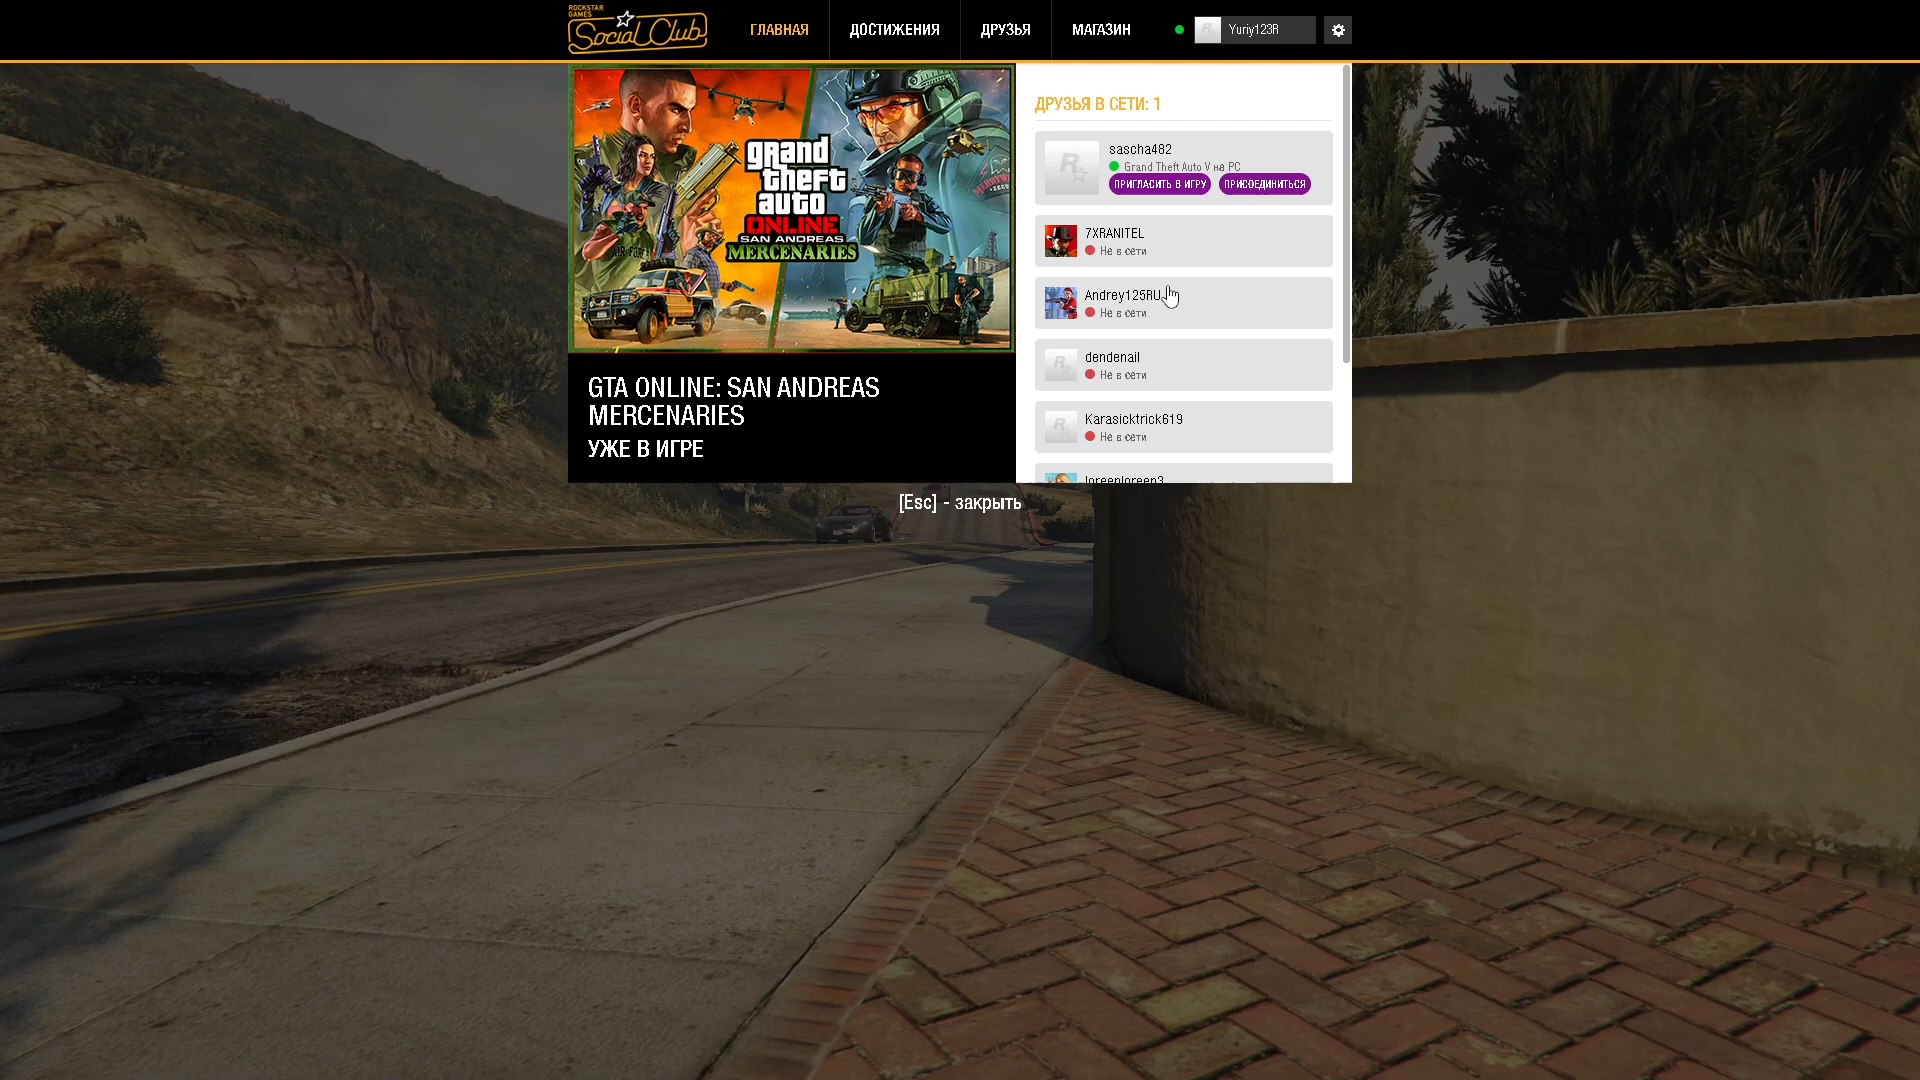 ROCKSTAR
GAMES
Social Club
ГЛАВНАЯ
ДОСТИЖЕНИЯ
ДРУЗЬЯ
МАГАЗИН
Yuriy123R
grand
theft
auto
ONLINE
SAN ANDREAS
MERCENARIES
GTA ONLINE: SAN ANDREAS
MERCENARIES
УЖЕ В ИГРЕ
ДРУЗЬЯ В СЕТИ: 1
sascha482
Grand Theft Auto V на PC
ПРИГЛАСИТЬ В ИГРУ ПРИСОЕДИНИТЬСЯ
7XRANITEL
Не в сети
Andrey125RU
Не в сети
dendenail
Не в сети
Karasicktrick619
Не в сети
loreenloreen3
[Esc] - закрыть